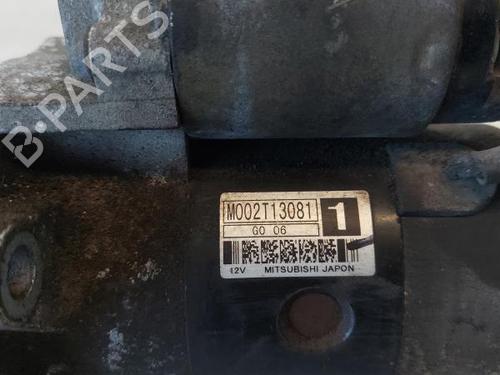 B-PARTS
M002T13081
1
G0 06
12V MITSUBISHI JAPON